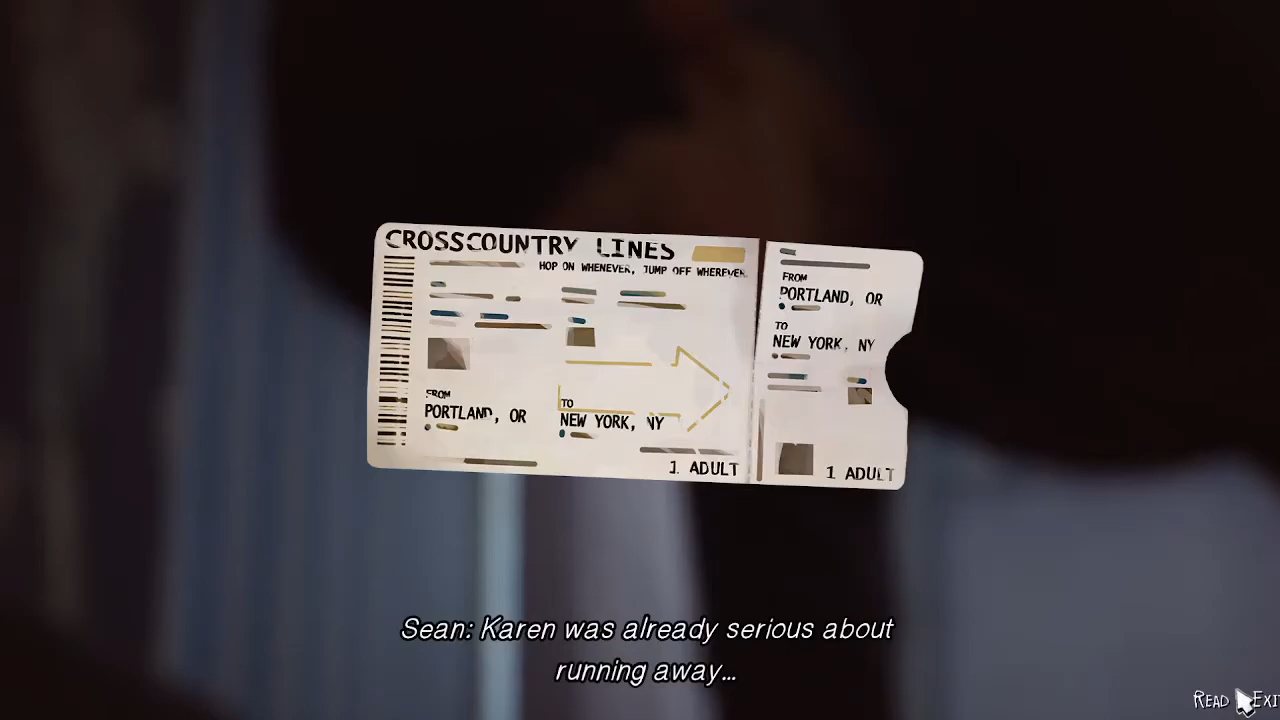 CROSSCOUNTRY LINES
HOP ON WHENEVER, JUMP OFF WHEREVER.
FROM
PORTLAND, OR
TO
NEW YORK, NY
1 ADULT
FROM
PORTLAND, OR
TO
NEW YORK, NY
1 ADULT
Sean: Karen was already serious about
running away...
READ